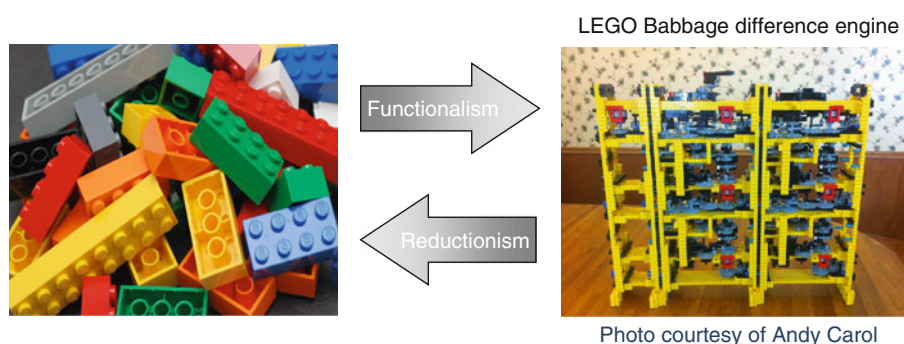 LEGO Babbage difference engine
Functionalism
Reductionism
Photo courtesy of Andy Carol